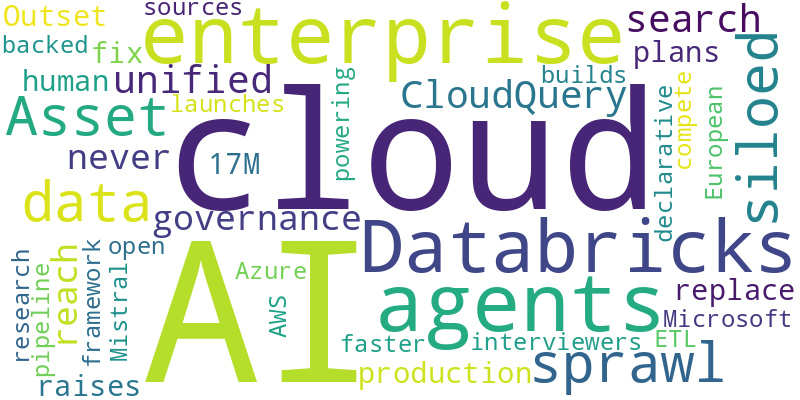 sources
Outset
enterprise
search
backed
fix
plans
human
unified
builds
siloed
launches
CloudQuery
Asset
powering
cloud
declarative
compete
European
never
17M
data
governance
Databricks
research
pipeline
reach
framework
open
Mistral
AI
Azure
AWS
agents
replace
Microsoft
faster
interviewers
ETL
raises
production
sprawl